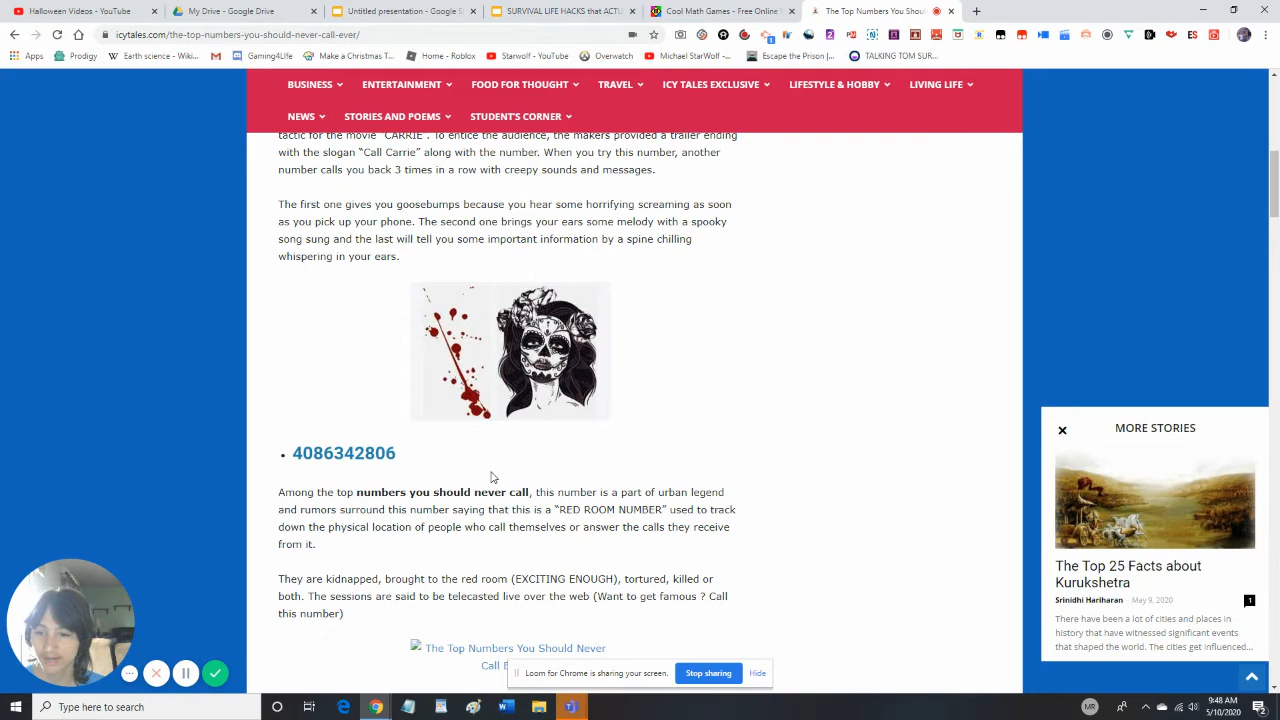 Halloween Videos - YouTube
My Drive - Google Drive
Untitled presentation - Google S
SURVIVAL LIFE HACKS that ACTU
Cool Math Games - Free Online
The Top Numbers You Shou
icytales.com/the-top-numbers-you-should-never-call-ever/
Apps
Prodigy
Earth science - Wiki...
Gaming4Life
Make a Christmas T...
Home - Roblox
Starwolf - YouTube
Overwatch
Michael4Life -...
Escape the Prison |...
TALKING TOM SUR...
BUSINESS
ENTERTAINMENT
FOOD FOR THOUGHT
TRAVEL
ICY TALES EXCLUSIVE
LIFESTYLE & HOBBY
LIVING LIFE
NEWS
STORIES AND POEMS
STUDENT'S CORNER
tactic for the movie “CARRIE”. To entice the audience, the makers provided a trailer ending
with the slogan “Call Carrie” along with the number. When you try this number, another
number calls you back 3 times in a row with creepy sounds and messages.
The first one gives you goosebumps because you hear some horrifying screaming as soon
as you pick up your phone. The second one brings your ears some melody with a spooky
song sung and the last will tell you some important information by a spine chilling
whispering in your ears.
• 4086342806
Among the top numbers you should never call, this number is a part of urban legend
and rumors surround this number saying that this is a “RED ROOM NUMBER” used to track
down the physical location of people who call themselves or answer the calls they receive
from it.
They are kidnapped, brought to the red room (EXCITING ENOUGH), tortured, killed or
both. The sessions are said to be telecasted live over the web (Want to get famous ? Call
this number)
The Top Numbers You Should Never
Call E
MORE STORIES
The Top 25 Facts about
Kurukshetra
Srinidhi Hariharan - May 9, 2020
1
There have been a lot of cities and places in
history that have witnessed significant events
that shaped the world. The cities get influenced...
Loom for Chrome is sharing your screen.
Stop sharing
Hide
Type here to search
MR
9:48 AM
5/10/2020
2